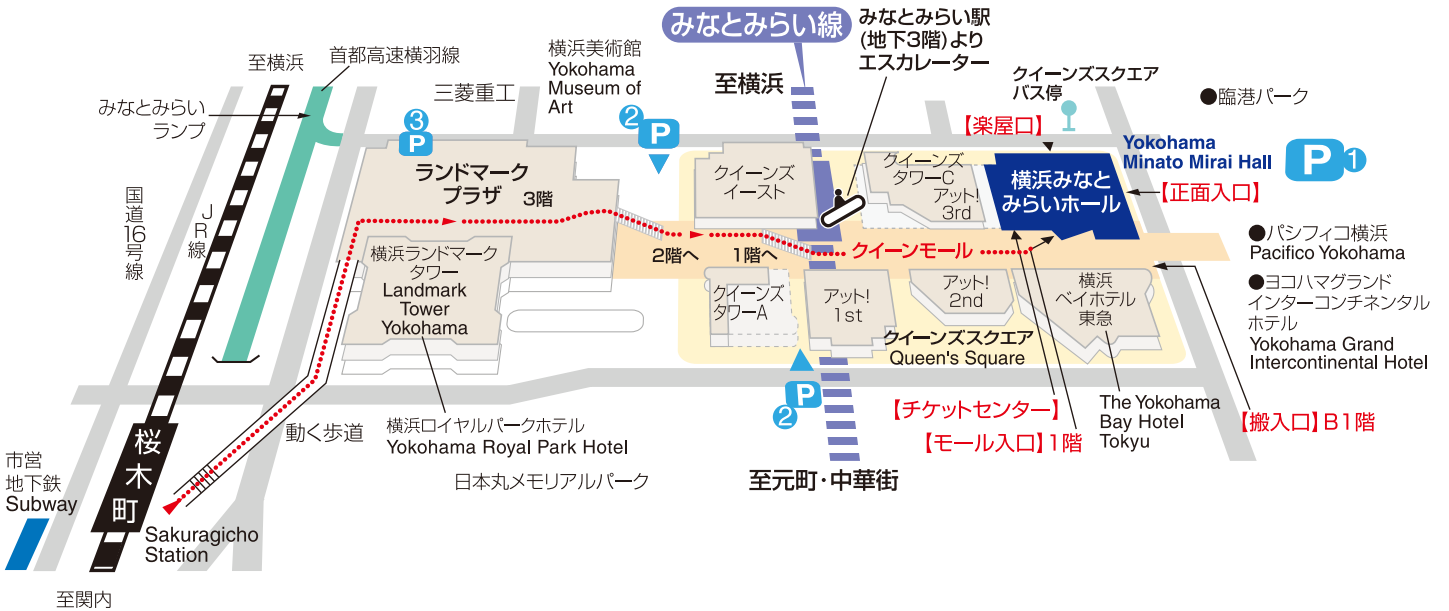 みなとみらい線
みなとみらい駅
(地下3階)より
エスカレーター
至横浜
首都高速横羽線
至横浜
みなとみらい
ランプ
三菱重工
横浜美術館
Yokohama
Museum of
Art
クイーンズスクエア
バス停
●臨港パーク
【楽屋口】
Yokohama
Minato Mirai Hall
P 1
3
P
2
P
ランドマーク
プラザ 3階
クイーンズ
イースト
クイーンズ
タワーC
アット!
3rd
横浜みなと
みらいホール
【正面入口】
国道16号線
JR線
横浜ランドマーク
タワー
Landmark
Tower
Yokohama
2階へ
1階へ
クイーンモール
●パシフィコ横浜
Pacifico Yokohama
●ヨコハマグランド
インターコンチネンタル
ホテル
Yokohama Grand
Intercontinental Hotel
クイーンズ
タワーA
アット!
1st
アット!
2nd
横浜
ベイホテル
東急
クイーンズスクエア
Queen's Square
P
2
【チケットセンター】
【モール入口】1階
The Yokohama
Bay Hotel
Tokyu
【搬入口】B1階
動く歩道
横浜ロイヤルパークホテル
Yokohama Royal Park Hotel
日本丸メモリアルパーク
至元町・中華街
桜木町
市営
地下鉄
Subway
Sakuragicho
Station
至関内